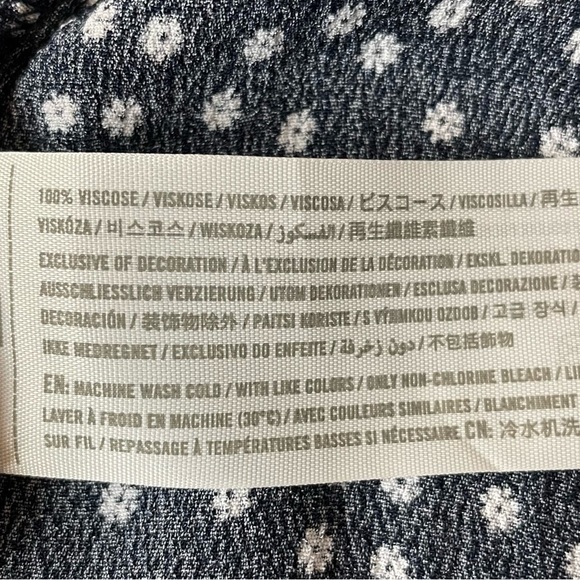 100% VISCOSE / VISKOSE / VISKOS / VISCOSA / ビスコース / VISCOSILLA / 再生
VISKÓZA / 비스코스 / WISKOZA / الفسكوز / 再生纖維素纖維
EXCLUSIVE OF DECORATION / À L'EXCLUSION DE LA DÉCORATION / EKSKL. DEKORATIO
AUSSCHLIESSLICH VERZIERUNG / UTOM DEKORATIONEN / ESCLUSA DECORAZIONE /
DECORACIÓN / 装饰物除外 / PAITSI KORISTE / S VÝHMKOU OZDOB / 고급 장식 /
IKKE MEDREGNET / EXCLUSIVO DO ENFEITE / دون زخرفة / 不包括飾物
EN: MACHINE WASH COLD / WITH LIKE COLORS / ONLY NON-CHLORINE BLEACH / LI
LAVER À FROID EN MACHINE (30°C) / AVEC COULEURS SIMILAIRES / BLANCHIMENT
SUR FIL / REPASSAGE À TEMPÉRATURES BASSES SI NÉCESSAIRE CN: 冷水机洗